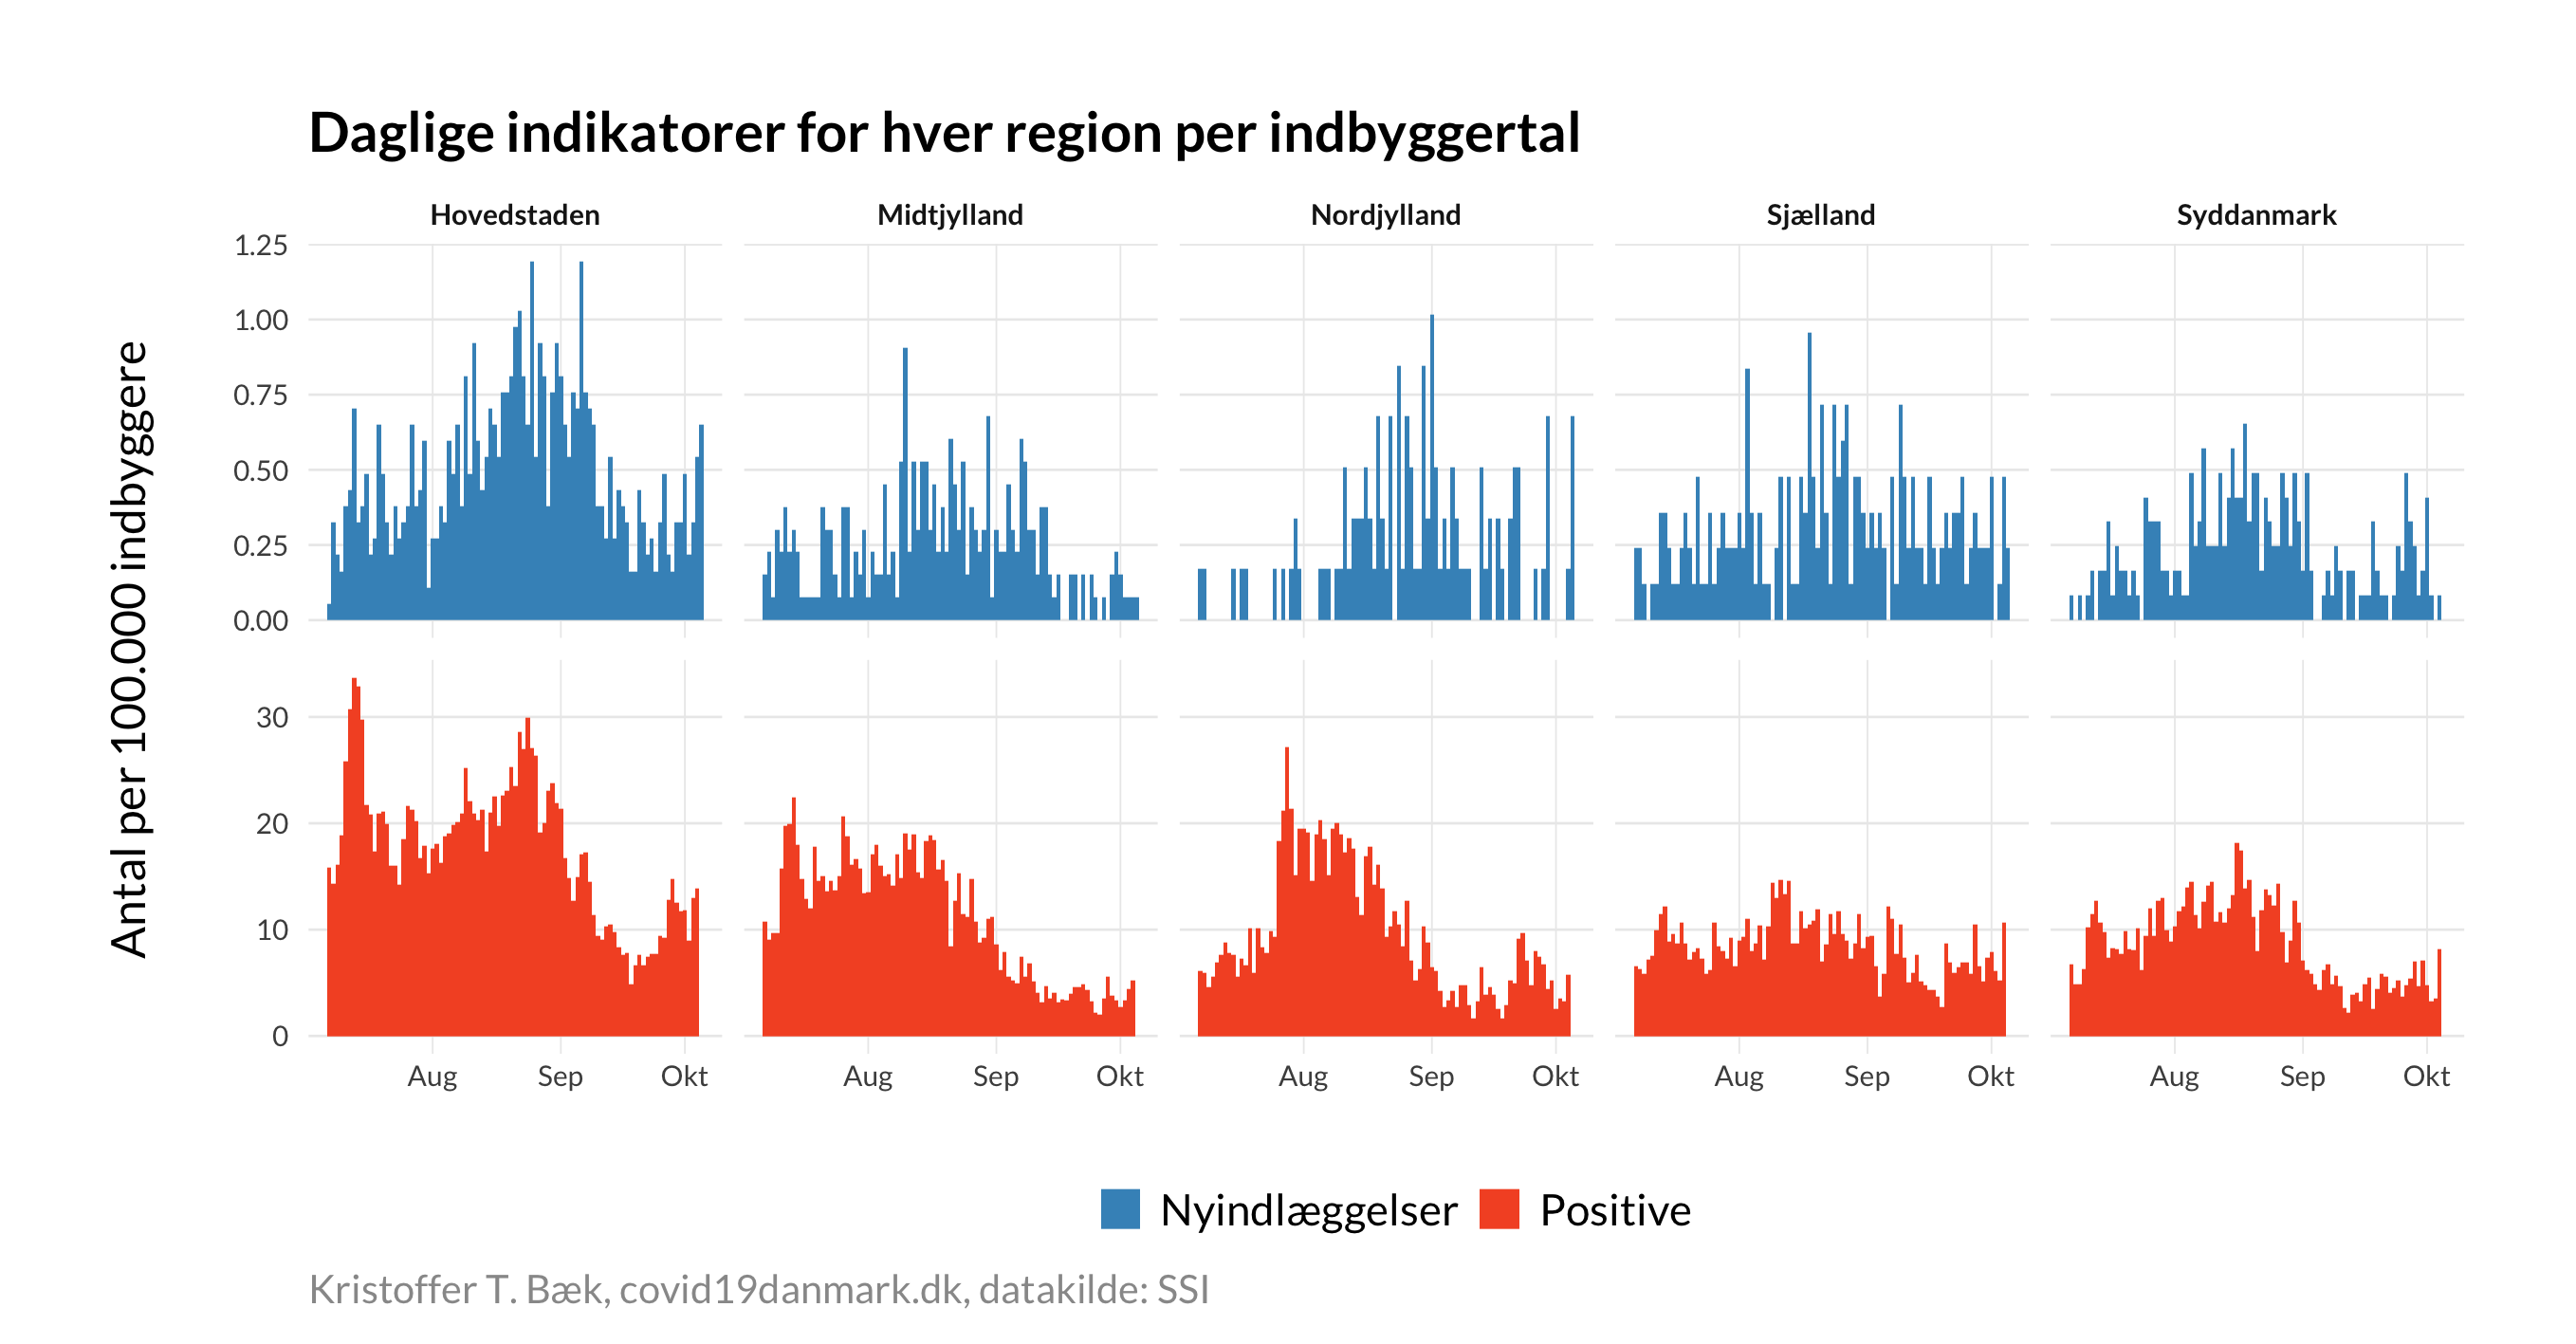 Daglige indikatorer for hver region per indbyggertal
Hovedstaden Midtjylland Nordjylland Sjælland Syddanmark
Antal per 100.000 indbyggere
1.25
1.00
0.75
0.50
0.25
0.00
30
20
10
0
Aug Sep Okt Aug Sep Okt Aug Sep Okt Aug Sep Okt Aug Sep Okt
Nyindlæggelser Positive
Kristoffer T. Bæk, covid19danmark.dk, datakilde: SSI